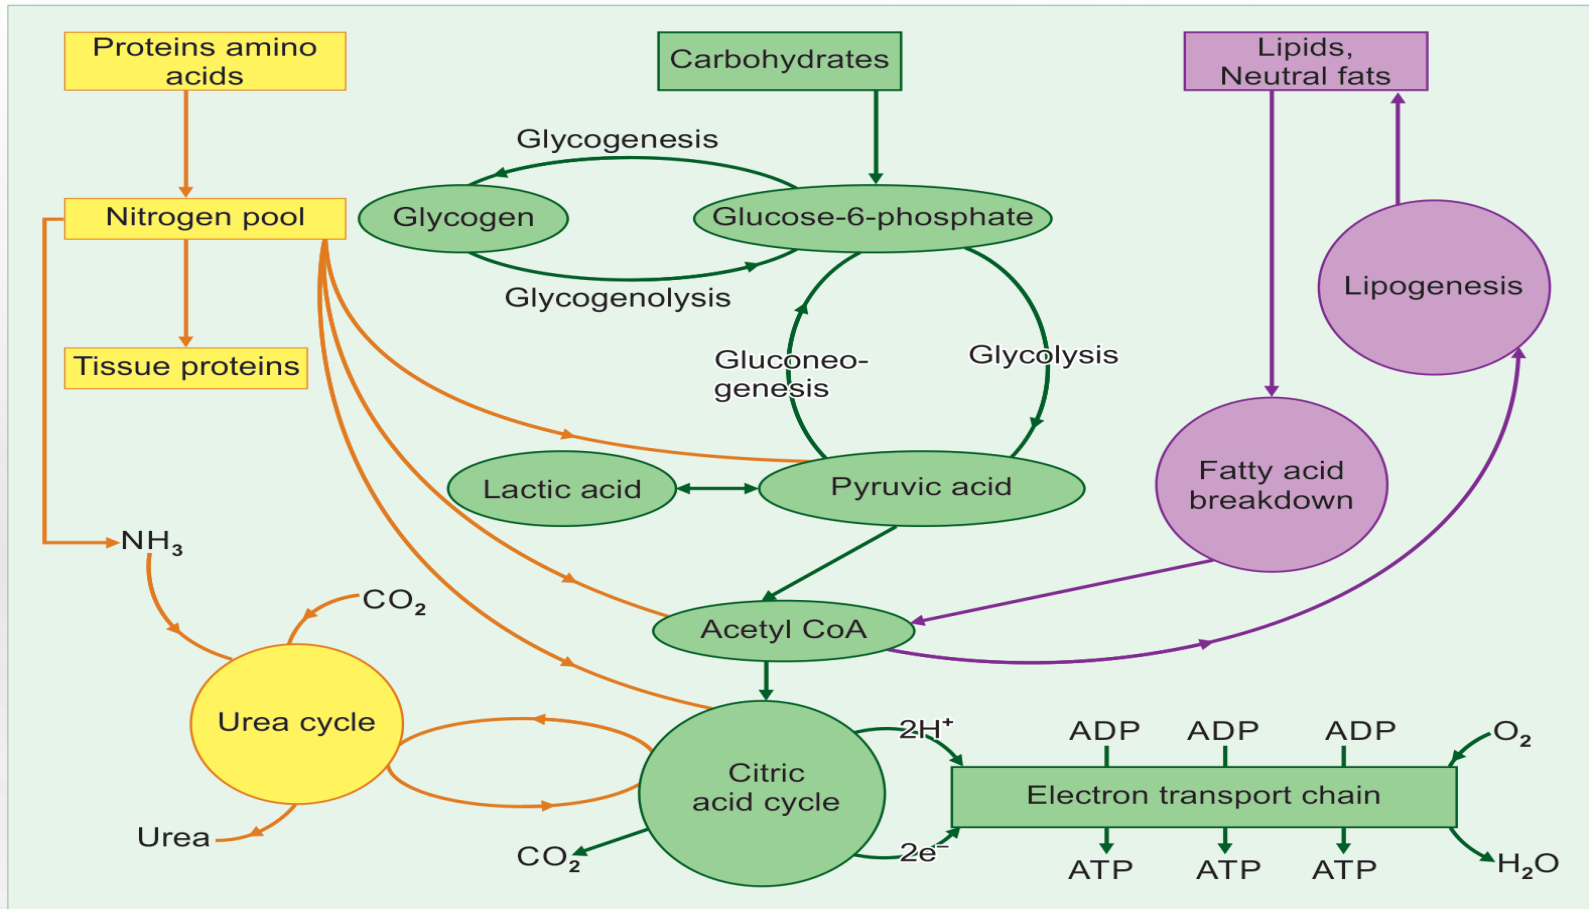 Proteins amino
acids
Carbohydrates
Lipids,
Neutral fats
Glycogenesis
Nitrogen pool
Glycogen
Glucose-6-phosphate
Lipogenesis
Glycogenolysis
Tissue proteins
Gluconeo-
genesis
Glycolysis
Lactic acid
Pyruvic acid
Fatty acid
breakdown
NH₃
CO₂
Acetyl CoA
Urea cycle
Citric
acid cycle
2H⁺
ADP
ADP
ADP
O₂
Electron transport chain
Urea
CO₂
2e⁻
ATP
ATP
ATP
H₂O